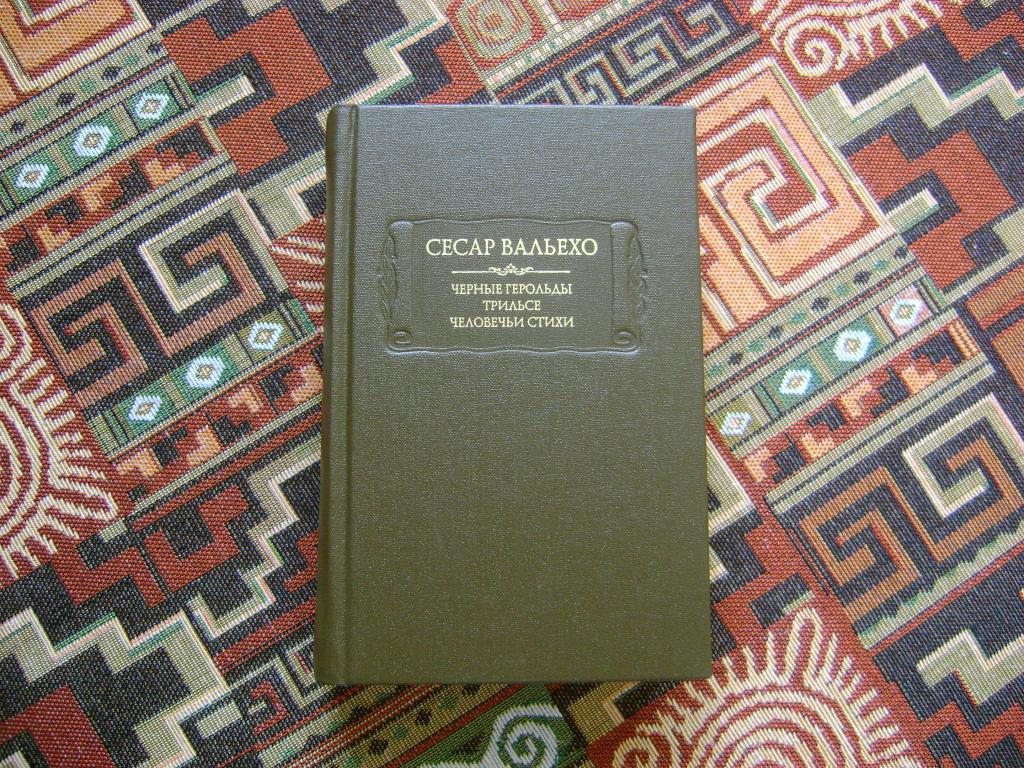 СЕСАР ВАЛЬЕХО
ЧЕРНЫЕ ГЕРОЛЬДЫ
ТРИЛЬСЕ
ЧЕЛОВЕЧЬИ СТИХИ